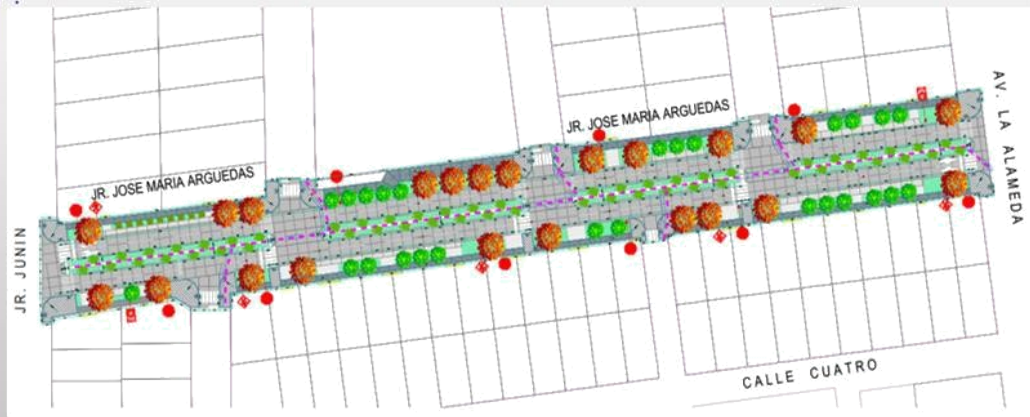 JR. JOSE MARIA ARGUEDAS
JR. JOSE MARIA ARGUEDAS
AV. LA ALAMEDA
JR. JUNIN
CALLE CUATRO